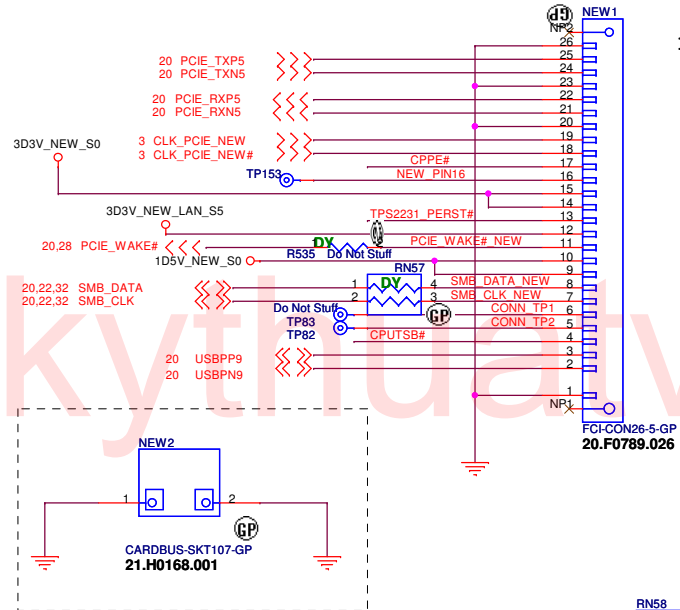 NEW1
GP
NP2
26
20 PCIE_TXP5
25
20 PCIE_TXN5
24
23
20 PCIE_RXP5
22
20 PCIE_RXN5
21
20
3 CLK_PCIE_NEW
19
3 CLK_PCIE_NEW#
18
3D3V_NEW_S0
CPPE#
17
TP153
NEW_PIN16
16
15
14
3D3V_NEW_LAN_S5
TPS2231_PERST#
13
12
20,28 PCIE_WAKE#
DY
R535 Do Not Stuff
PCIE_WAKE#_NEW
11
1D5V_NEW_S0
10
9
RN57
DY
20,22,32 SMB_DATA
1
4
SMB_DATA_NEW
8
20,22,32 SMB_CLK
2
3
SMB_CLK_NEW
7
Do Not Stuff
GP
CONN_TP1
6
TP83
CONN_TP2
5
TP82
CPUTSB#
4
20 USBPP9
3
20 USBPN9
2
1
NP1
kythuatv
FCI-CON26-5-GP
20.F0789.026
NEW2
1
2
GP
CARDBUS-SKT107-GP
21.H0168.001
RN58